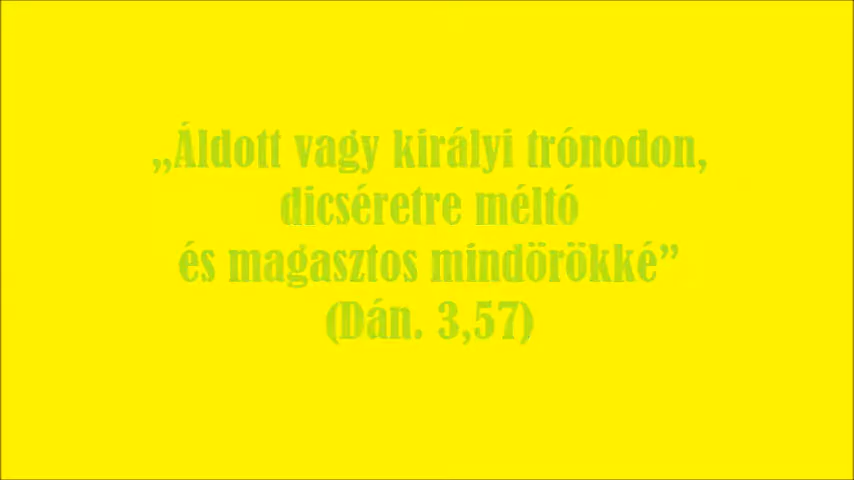 „Áldott vagy királyi trónodon,
dicséretre méltó
és magasztos mindörökké”
(Dán. 3,57)